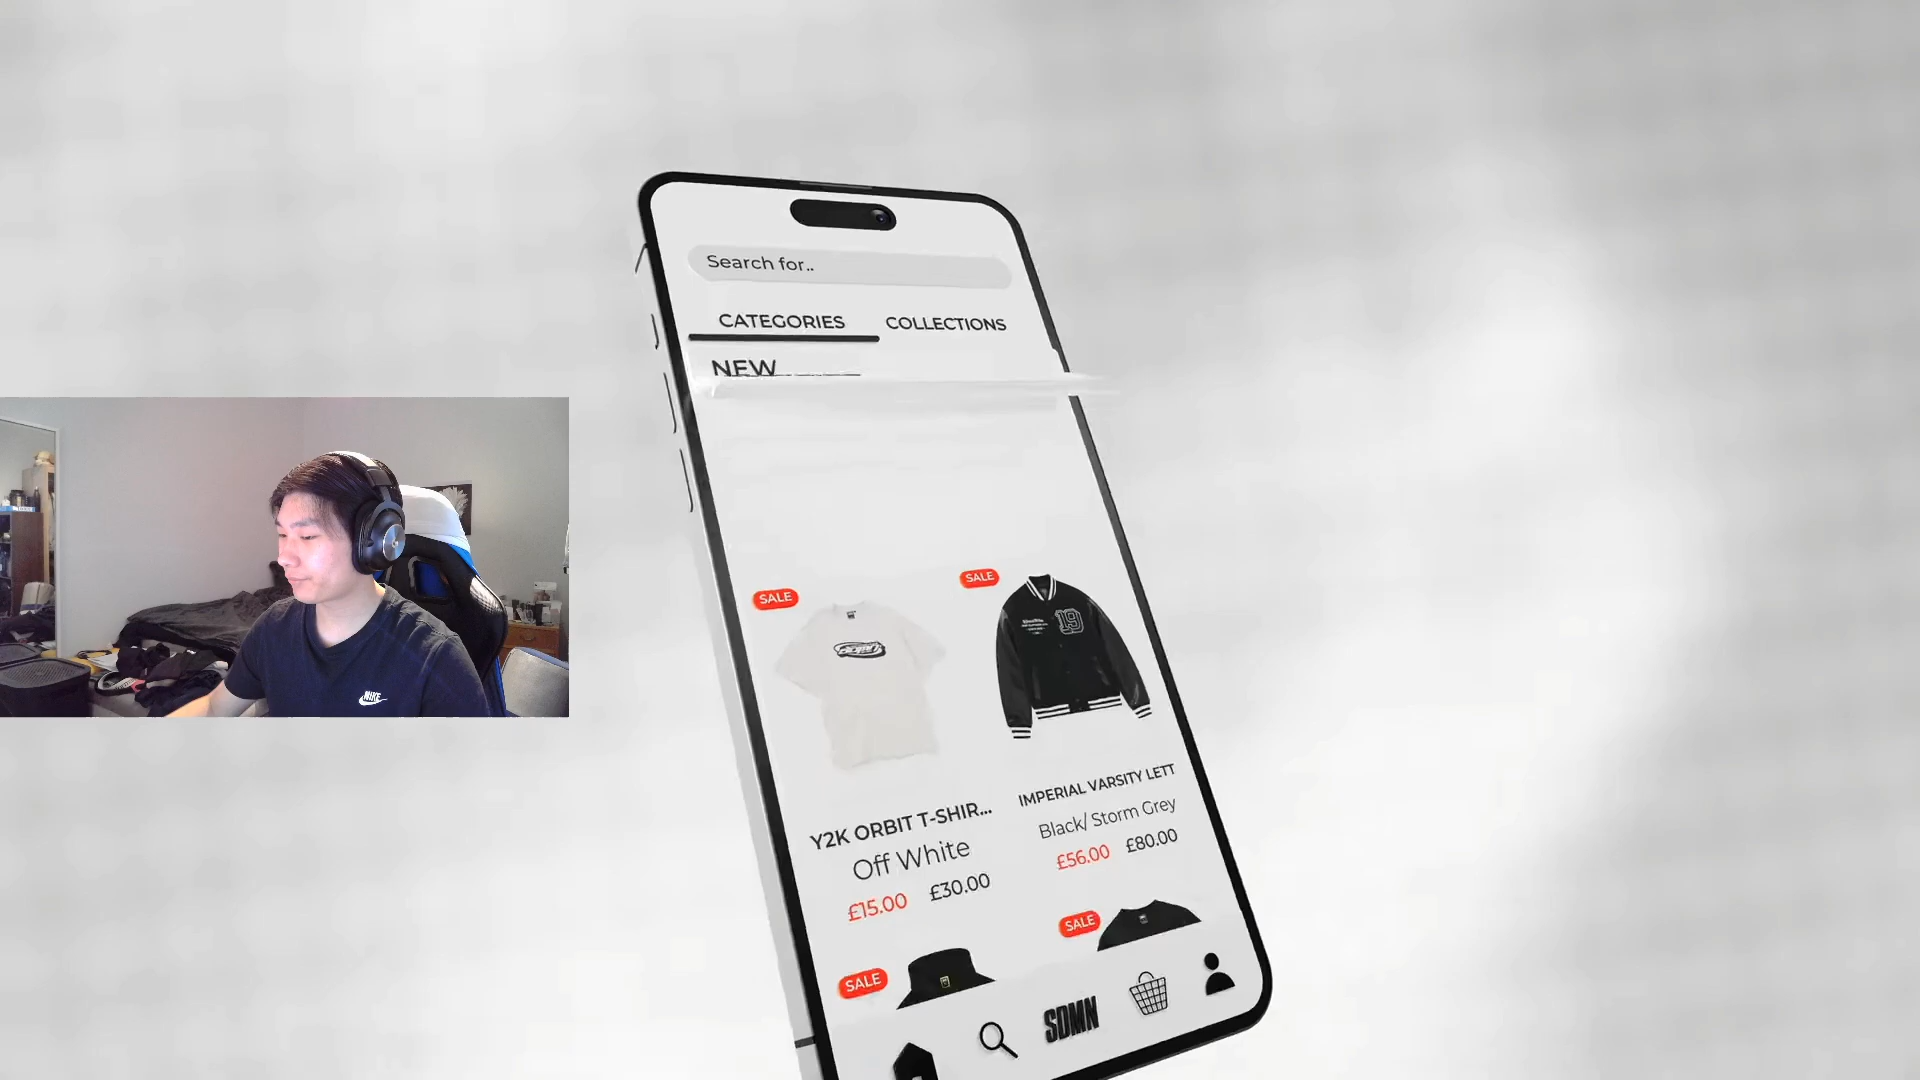 Search for..
CATEGORIES COLLECTIONS
NEW
SALE SALE
19
Y2K ORBIT T-SHIR...
Off White
£15.00 £30.00
IMPERIAL VARSITY LETT
Black/ Storm Grey
£56.00 £80.00
SALE SALE
SDMN
NIKE